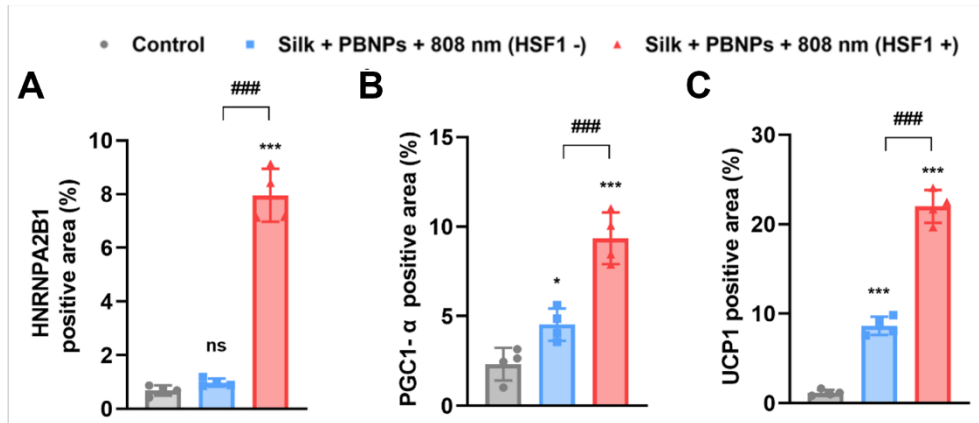 Control Silk + PBNPs + 808 nm (HSF1 -) Silk + PBNPs + 808 nm (HSF1 +)
A
###
HNRNPA2B1
positive area (%)
10
8
6
4
2
0
ns
***
B
###
PGC1- α positive area (%)
15
10
5
0
*
***
C
###
UCP1 positive area (%)
30
20
10
0
***
***